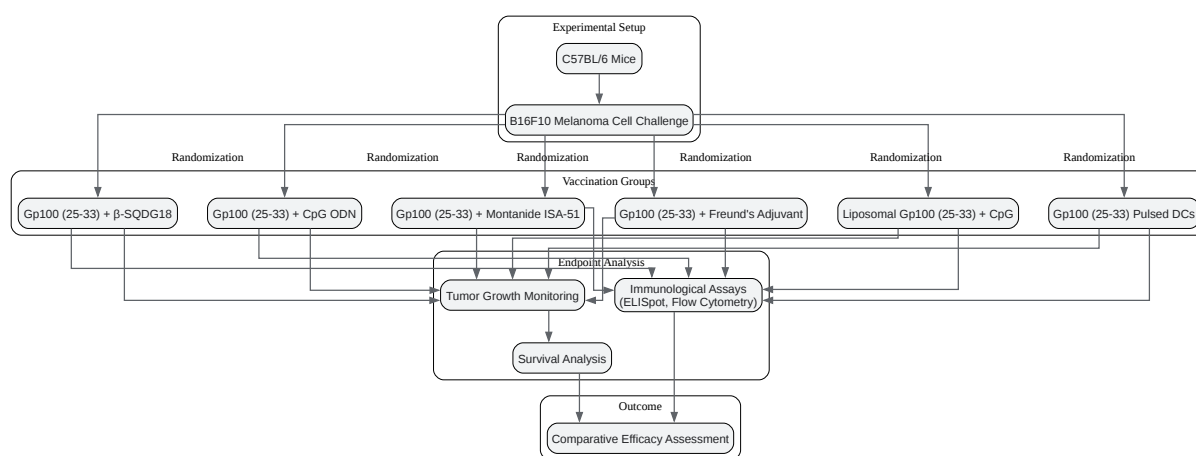 Experimental Setup
C57BL/6 Mice
B16F10 Melanoma Cell Challenge
Randomization
Randomization
Randomization
Randomization
Randomization
Randomization
Vaccination Groups
Gp100 (25-33) + β-SQDG18
Gp100 (25-33) + CpG ODN
Gp100 (25-33) + Montanide ISA-51
Gp100 (25-33) + Freund's Adjuvant
Liposomal Gp100 (25-33) + CpG
Gp100 (25-33) Pulsed DCs
Endpoint Analysis
Tumor Growth Monitoring
Immunological Assays
(ELISpot, Flow Cytometry)
Survival Analysis
Outcome
Comparative Efficacy Assessment